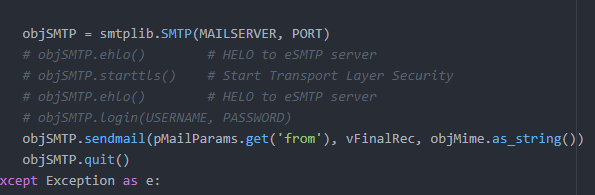 objSMTP = smtplib.SMTP(MAILSERVER, PORT)
# objSMTP.ehlo()        # HELO to eSMTP server
# objSMTP.starttls()    # Start Transport Layer Security
# objSMTP.ehlo()        # HELO to eSMTP server
# objSMTP.login(USERNAME, PASSWORD)
objSMTP.sendmail(pMailParams.get('from'), vFinalRec, objMime.as_string())
objSMTP.quit()
xcept Exception as e: